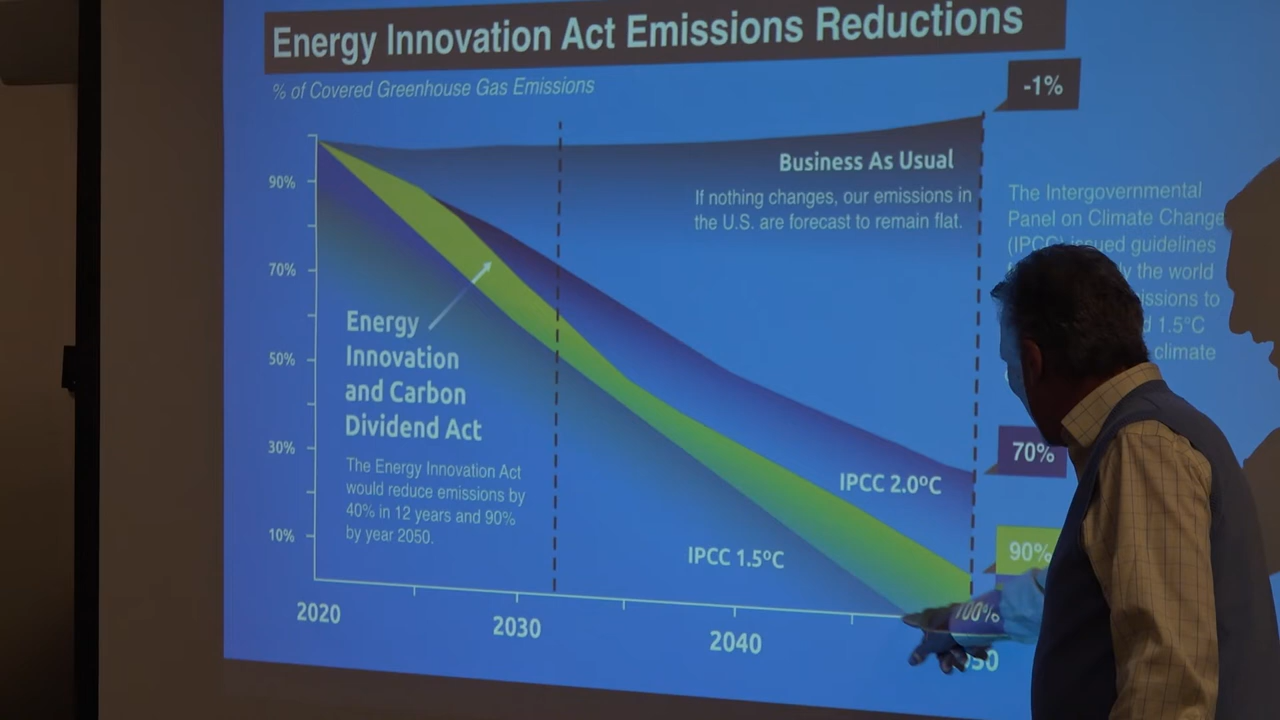 Energy Innovation Act Emissions Reductions
% of Covered Greenhouse Gas Emissions
-1%
90%
70%
50%
30%
10%
Business As Usual
If nothing changes, our emissions in
the U.S. are forecast to remain flat.
The Intergovernmental
Panel on Climate Change
(IPCC) issued guidelines
the world
to
1.5°C
climate
Energy
Innovation
and Carbon
Dividend Act
The Energy Innovation Act
would reduce emissions by
40% in 12 years and 90%
by year 2050.
IPCC 2.0ºC
IPCC 1.5ºC
70%
90%
100%
2020
2030
2040